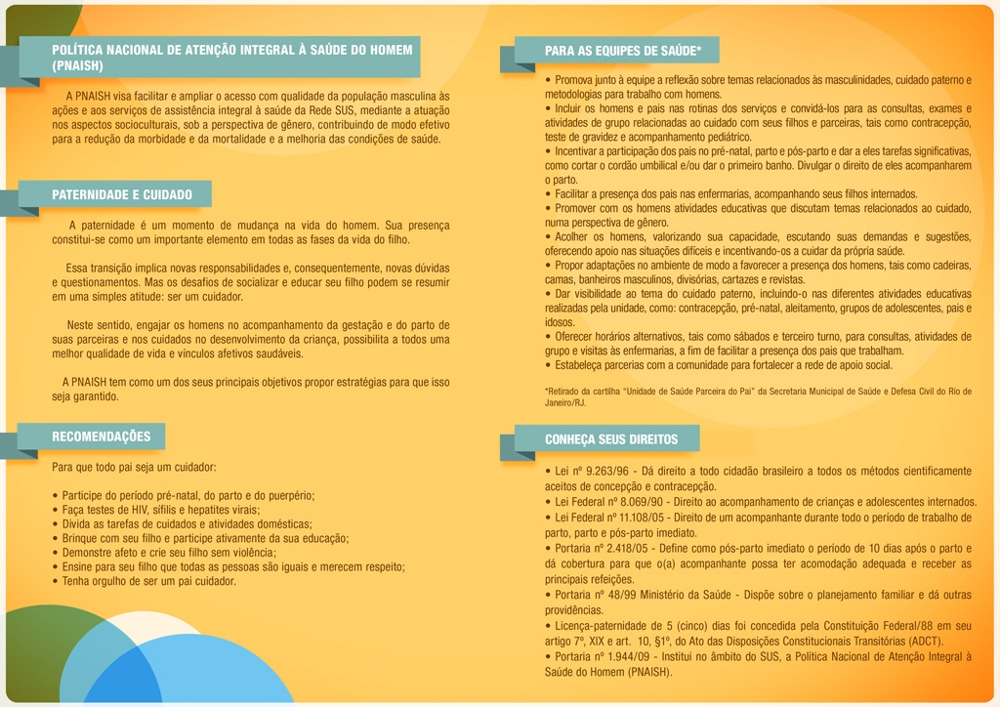 POLÍTICA NACIONAL DE ATENÇÃO INTEGRAL À SAÚDE DO HOMEM
(PNAISH)
A PNAISH visa facilitar e ampliar o acesso com qualidade da população masculina às
ações e aos serviços de assistência integral à saúde da Rede SUS, mediante a atuação
nos aspectos socioculturais, sob a perspectiva de gênero, contribuindo de modo efetivo
para a redução da morbidade e da mortalidade e a melhoria das condições de saúde.
PATERNIDADE E CUIDADO
A paternidade é um momento de mudança na vida do homem. Sua presença
constitui-se como um importante elemento em todas as fases da vida do filho.
Essa transição implica novas responsabilidades e, consequentemente, novas dúvidas
e questionamentos. Mas os desafios de socializar e educar seu filho podem se resumir
em uma simples atitude: ser um cuidador.
Neste sentido, engajar os homens no acompanhamento da gestação e do parto de
suas parceiras e nos cuidados no desenvolvimento da criança, possibilita a todos uma
melhor qualidade de vida e vínculos afetivos saudáveis.
A PNAISH tem como um dos seus principais objetivos propor estratégias para que isso
seja garantido.
RECOMENDAÇÕES
Para que todo pai seja um cuidador:
• Participe do período pré-natal, do parto e do puerpério;
• Faça testes de HIV, sífilis e hepatites virais;
• Divida as tarefas de cuidados e atividades domésticas;
• Brinque com seu filho e participe ativamente da sua educação;
• Demonstre afeto e crie seu filho sem violência;
• Ensine para seu filho que todas as pessoas são iguais e merecem respeito;
• Tenha orgulho de ser um pai cuidador.
PARA AS EQUIPES DE SAÚDE*
• Promova junto à equipe a reflexão sobre temas relacionados às masculinidades, cuidado paterno e
metodologias para trabalho com homens.
• Incluir os homens e pais nas rotinas dos serviços e convidá-los para as consultas, exames e
atividades de grupo relacionadas ao cuidado com seus filhos e parceiras, tais como contracepção,
teste de gravidez e acompanhamento pediátrico.
• Incentivar a participação dos pais no pré-natal, parto e pós-parto e dar a eles tarefas significativas,
como cortar o cordão umbilical e/ou dar o primeiro banho. Divulgar o direito de eles acompanharem
o parto.
• Facilitar a presença dos pais nas enfermarias, acompanhando seus filhos internados.
• Promover com os homens atividades educativas que discutam temas relacionados ao cuidado,
numa perspectiva de gênero.
• Acolher os homens, valorizando sua capacidade, escutando suas demandas e sugestões,
oferecendo apoio nas situações difíceis e incentivando-os a cuidar da própria saúde.
• Propor adaptações no ambiente de modo a favorecer a presença dos homens, tais como cadeiras,
camas, banheiros masculinos, divisórias, cartazes e revistas.
• Dar visibilidade ao tema do cuidado paterno, incluindo-o nas diferentes atividades educativas
realizadas pela unidade, como: contracepção, pré-natal, aleitamento, grupos de adolescentes, pais e
idosos.
• Oferecer horários alternativos, tais como sábados e terceiro turno, para consultas, atividades de
grupo e visitas às enfermarias, a fim de facilitar a presença dos pais que trabalham.
• Estabeleça parcerias com a comunidade para fortalecer a rede de apoio social.
*Retirado da cartilha “Unidade de Saúde Parceira do Pai” da Secretaria Municipal de Saúde e Defesa Civil do Rio de
Janeiro/RJ.
CONHEÇA SEUS DIREITOS
• Lei nº 9.263/96 - Dá direito a todo cidadão brasileiro a todos os métodos cientificamente
aceitos de concepção e contracepção.
• Lei Federal nº 8.069/90 - Direito ao acompanhamento de crianças e adolescentes internados.
• Lei Federal nº 11.108/05 - Direito de um acompanhante durante todo o período de trabalho de
parto, parto e pós-parto imediato.
• Portaria nº 2.418/05 - Define como pós-parto imediato o período de 10 dias após o parto e
dá cobertura para que o(a) acompanhante possa ter acomodação adequada e receber as
principais refeições.
• Portaria nº 48/99 Ministério da Saúde - Dispõe sobre o planejamento familiar e dá outras
providências.
• Licença-paternidade de 5 (cinco) dias foi concedida pela Constituição Federal/88 em seu
artigo 7º, XIX e art. 10, §1º, do Ato das Disposições Constitucionais Transitórias (ADCT).
• Portaria nº 1.944/09 - Institui no âmbito do SUS, a Política Nacional de Atenção Integral à
Saúde do Homem (PNAISH).